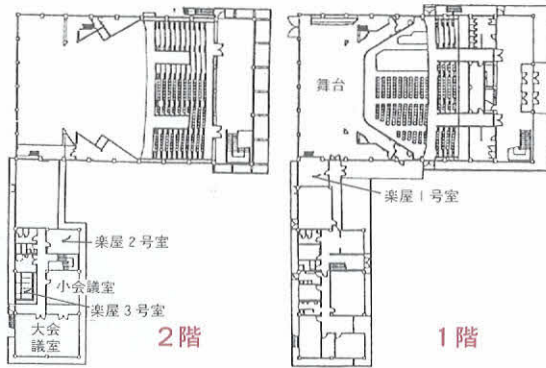 舞台
楽屋1号室
楽屋2号室
小会議室
楽屋3号室
大会
議室
2階
1階